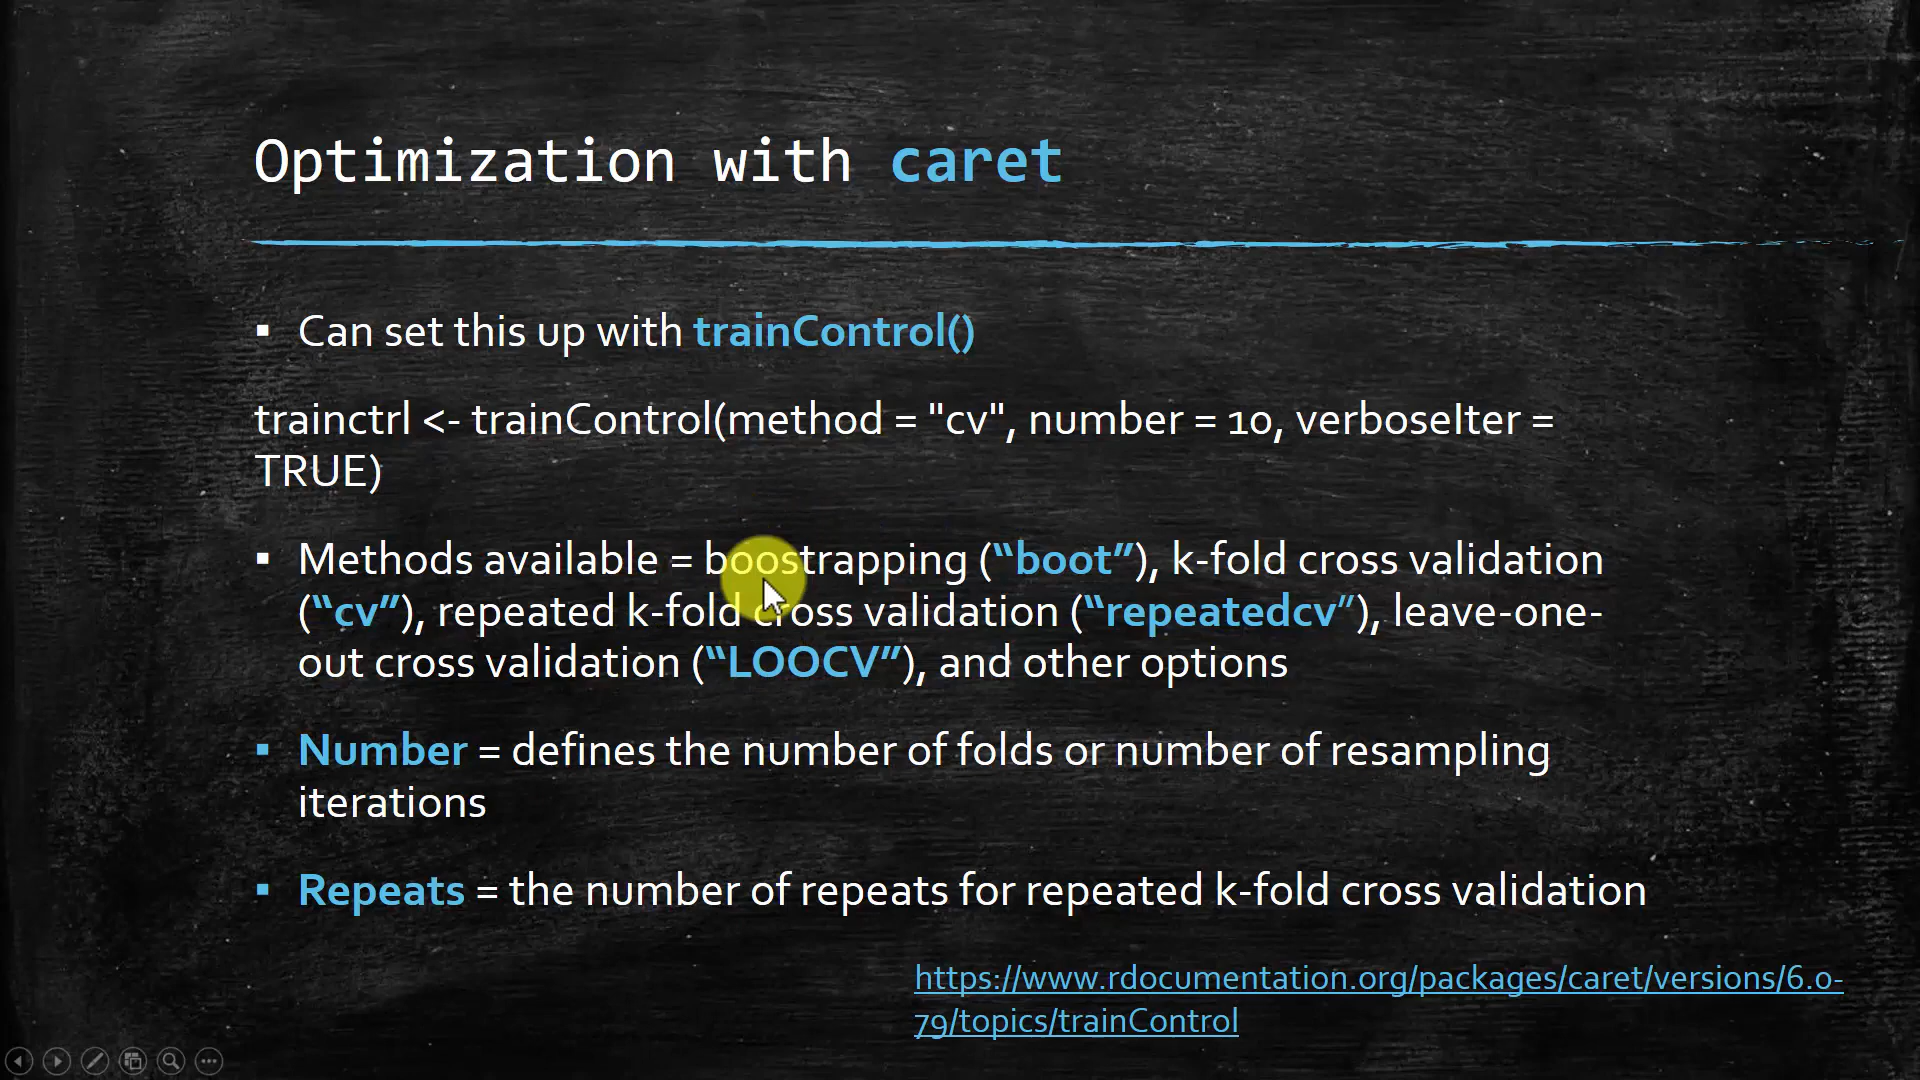 Optimization with caret
▪ Can set this up with trainControl()
trainctrl <- trainControl(method = "cv", number = 10, verboseIter =
TRUE)
▪ Methods available = boostrapping (“boot”), k-fold cross validation
(“cv”), repeated k-fold cross validation (“repeatedcv”), leave-one-
out cross validation (“LOOCV”), and other options
▪ Number = defines the number of folds or number of resampling
iterations
▪ Repeats = the number of repeats for repeated k-fold cross validation
https://www.rdocumentation.org/packages/caret/versions/6.0-
79/topics/trainControl